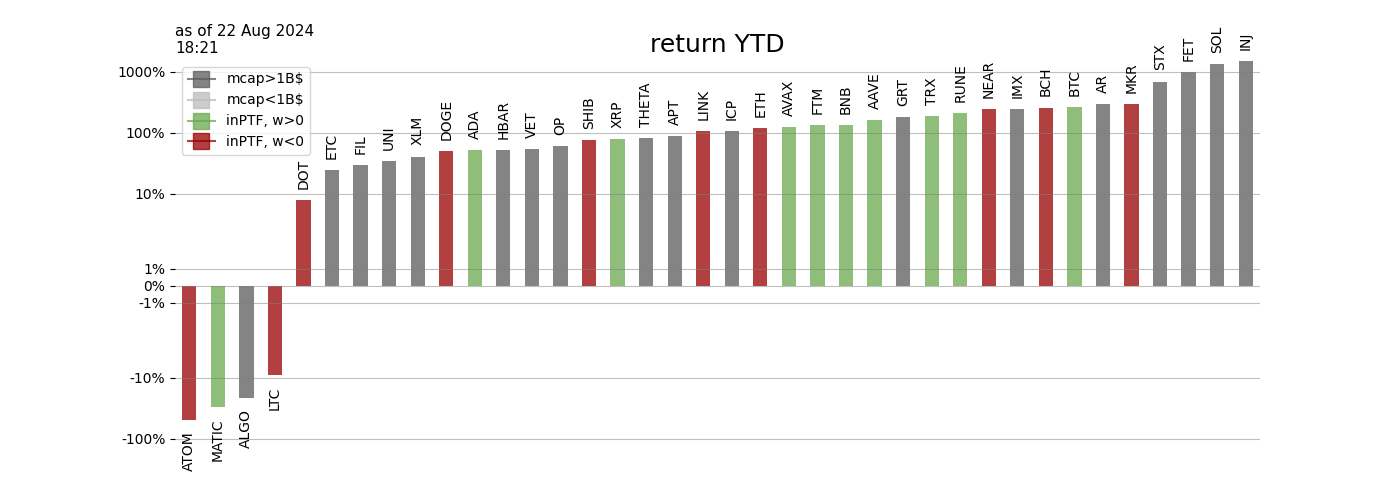 as of 22 Aug 2024
18:21
return YTD
mcap>1B$
mcap<1B$
inPTF, w>0
inPTF, w<0
1000%
100%
10%
1%
0%
-1%
-10%
-100%
ATOM
MATIC
ALGO
LTC
DOT
ETC
FIL
UNI
XLM
DOGE
ADA
HBAR
VET
OP
SHIB
XRP
THETA
APT
LINK
ICP
ETH
AVAX
FTM
BNB
AAVE
GRT
TRX
RUNE
NEAR
IMX
BCH
BTC
AR
MKR
STX
FET
SOL
INJ